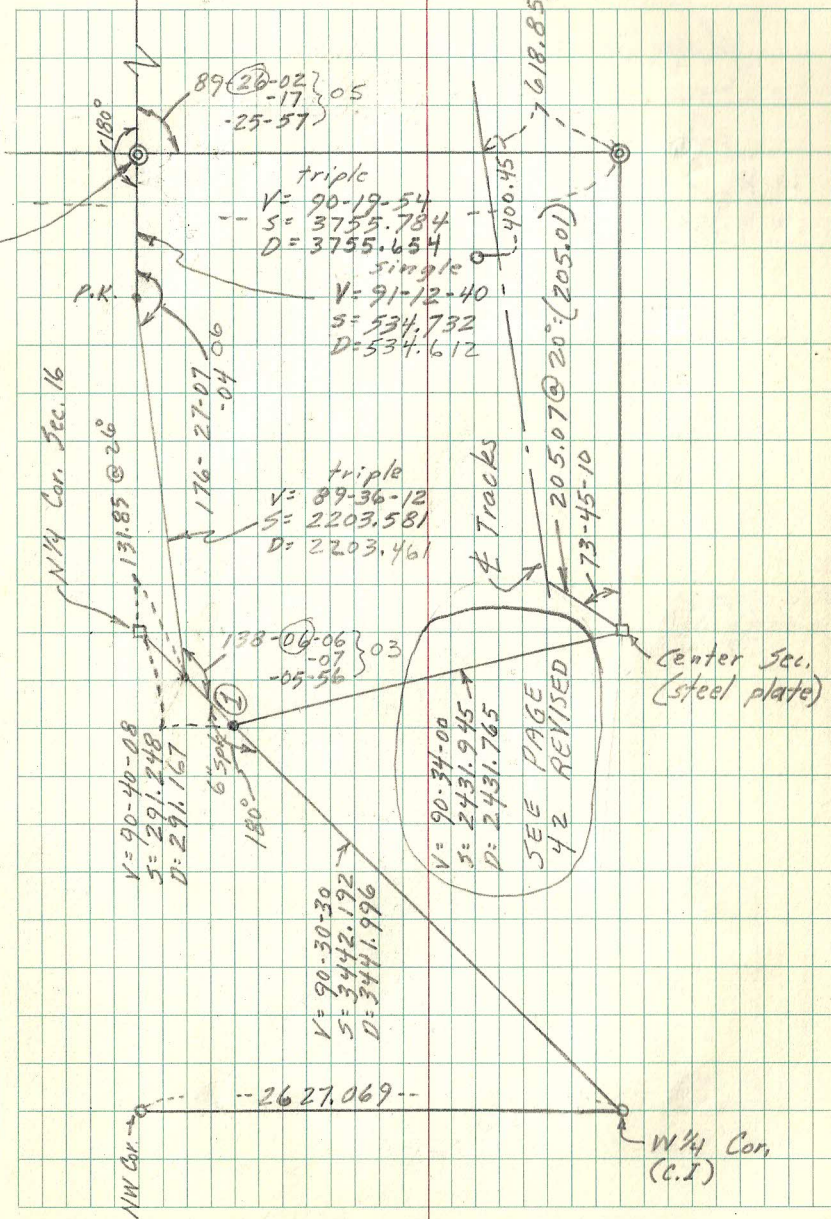 618.85
89-26-02
-17
-25-57
} 05
180°
triple
V= 90-19-54
S= 3755.784
D= 3755.654
single
V= 91-12-40
S= 534.732
D= 534.612
400.45
P.K.
176-27-07
-04
06
205.07 @ 20° (205.01)
73-45-10
N 1/4 Cor. Sec. 16
131.85 @ 26°
triple
V= 89-36-12
S= 2203.581
D= 2203.461
℄ Tracks
138-06-06
-07
-05-56
} 03
Center Sec.
(steel plate)
1
6" Spk
180°
V= 90-40-08
S= 291.248
D= 291.167
V= 90-34-00
S= 2431.945
D= 2431.765
SEE PAGE
42 REVISED
V= 90-30-30
S= 3442.192
D= 3441.996
--2627.069--
NW Cor.
W 1/4 Cor.
(C.I)